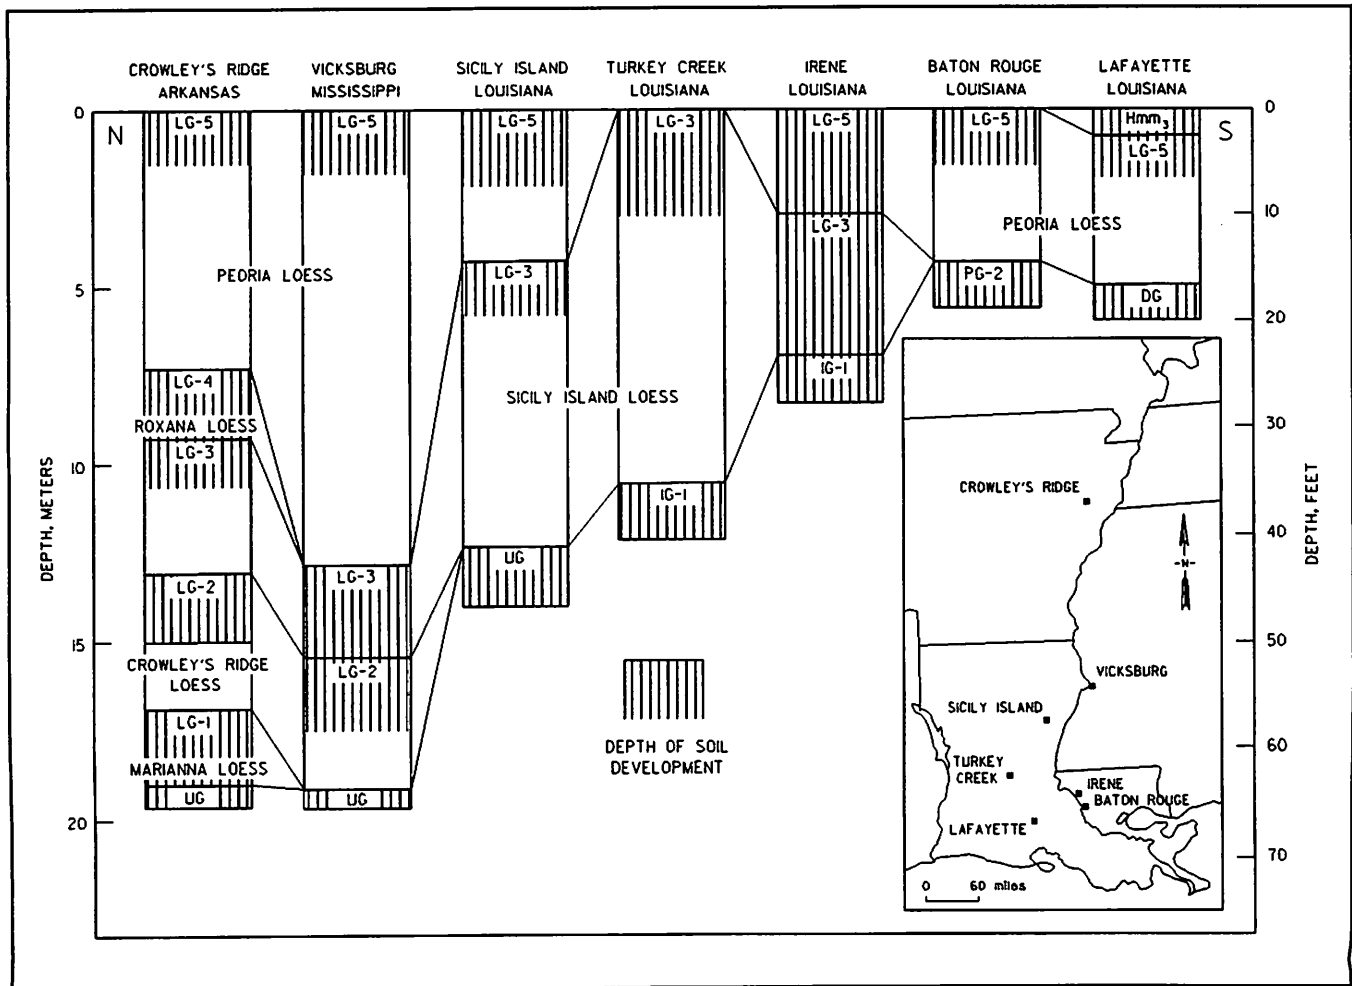 CROWLEY'S RIDGE
ARKANSAS
VICKSBURG
MISSISSIPPI
SICILY ISLAND
LOUISIANA
TURKEY CREEK
LOUISIANA
IRENE
LOUISIANA
BATON ROUGE
LOUISIANA
LAFAYETTE
LOUISIANA
0
5
10
15
20
DEPTH, METERS
N
S
LG-5
PEORIA LOESS
LG-4
ROXANA LOESS
LG-3
LG-2
CROWLEY'S RIDGE
LOESS
LG-1
MARIANNA LOESS
UG
LG-5
LG-3
LG-2
UG
LG-5
LG-3
SICILY ISLAND LOESS
UG
LG-3
IG-1
LG-5
LG-3
IG-1
LG-5
PEORIA LOESS
PG-2
Hmm3
LG-5
DG
DEPTH OF SOIL
DEVELOPMENT
0
10
20
30
40
50
60
70
DEPTH, FEET
CROWLEY'S RIDGE
-N-
VICKSBURG
SICILY ISLAND
TURKEY
CREEK
IRENE
BATON ROUGE
LAFAYETTE
0 60 miles